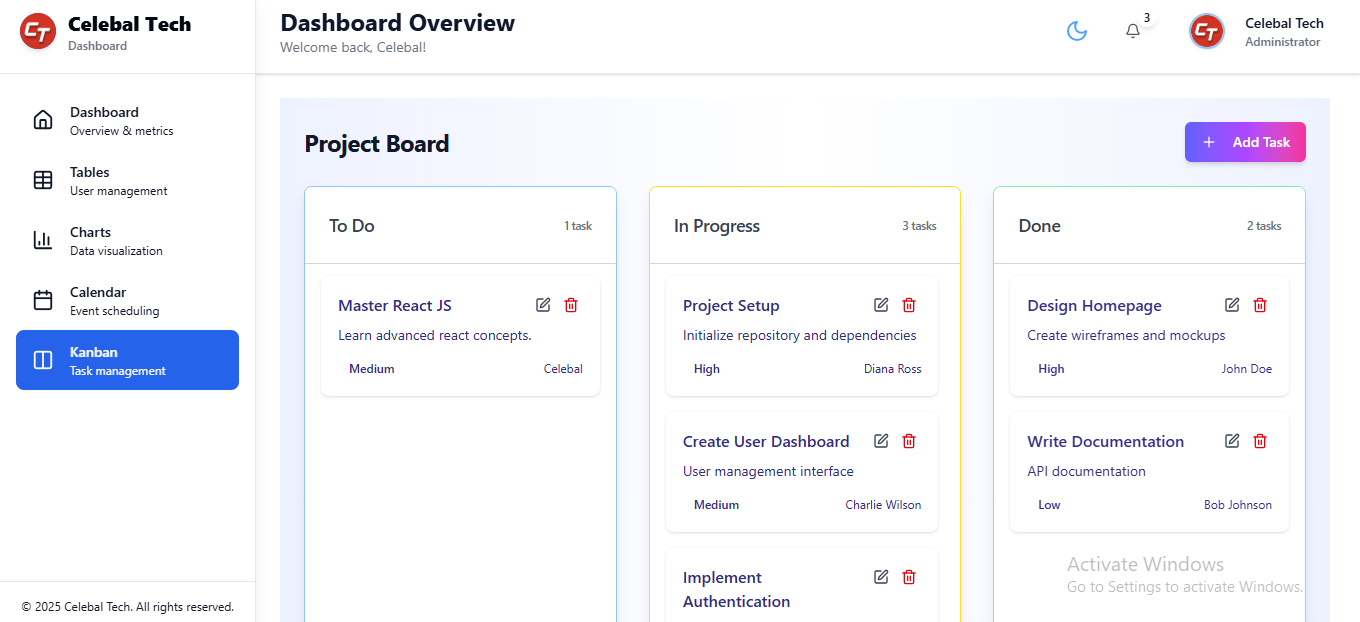 CT Celebal Tech
Dashboard
Dashboard Overview
Welcome back, Celebal!
3
CT
Celebal Tech
Administrator
Dashboard
Overview & metrics
Tables
User management
Charts
Data visualization
Calendar
Event scheduling
Kanban
Task management
© 2025 Celebal Tech. All rights reserved.
Project Board
+ Add Task
To Do
1 task
Master React JS
Learn advanced react concepts.
Medium
Celebal
In Progress
3 tasks
Project Setup
Initialize repository and dependencies
High
Diana Ross
Create User Dashboard
User management interface
Medium
Charlie Wilson
Implement
Authentication
Done
2 tasks
Design Homepage
Create wireframes and mockups
High
John Doe
Write Documentation
API documentation
Low
Bob Johnson
Activate Windows
Go to Settings to activate Windows.